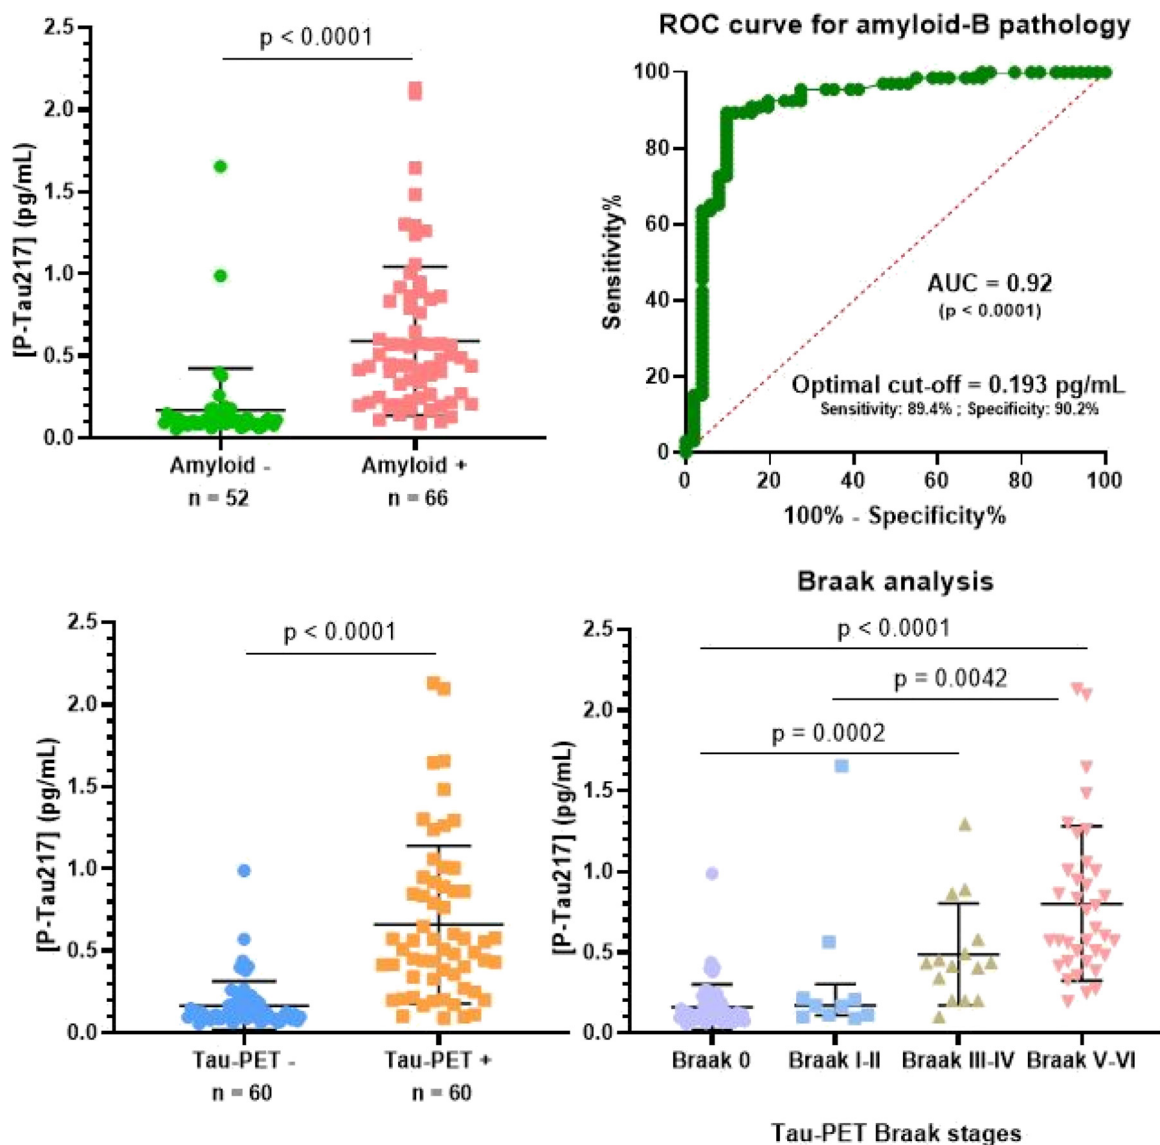 2.5
2.0
1.5
1.0
0.5
0.0
[P-Tau217] (pg/mL)
p < 0.0001
Amyloid -
n = 52
Amyloid +
n = 66
ROC curve for amyloid-B pathology
100
80
60
40
20
0
Sensitivity%
AUC = 0.92
(p < 0.0001)
Optimal cut-off = 0.193 pg/mL
Sensitivity: 89.4% ; Specificity: 90.2%
0 20 40 60 80 100
100% - Specificity%
2.5
2.0
1.5
1.0
0.5
0.0
[P-Tau217] (pg/mL)
p < 0.0001
Tau-PET -
n = 60
Tau-PET +
n = 60
Braak analysis
2.5
2.0
1.5
1.0
0.5
0.0
[P-Tau217] (pg/mL)
p < 0.0001
p = 0.0042
p = 0.0002
Braak 0 Braak I-II Braak III-IV Braak V-VI
Tau-PET Braak stages